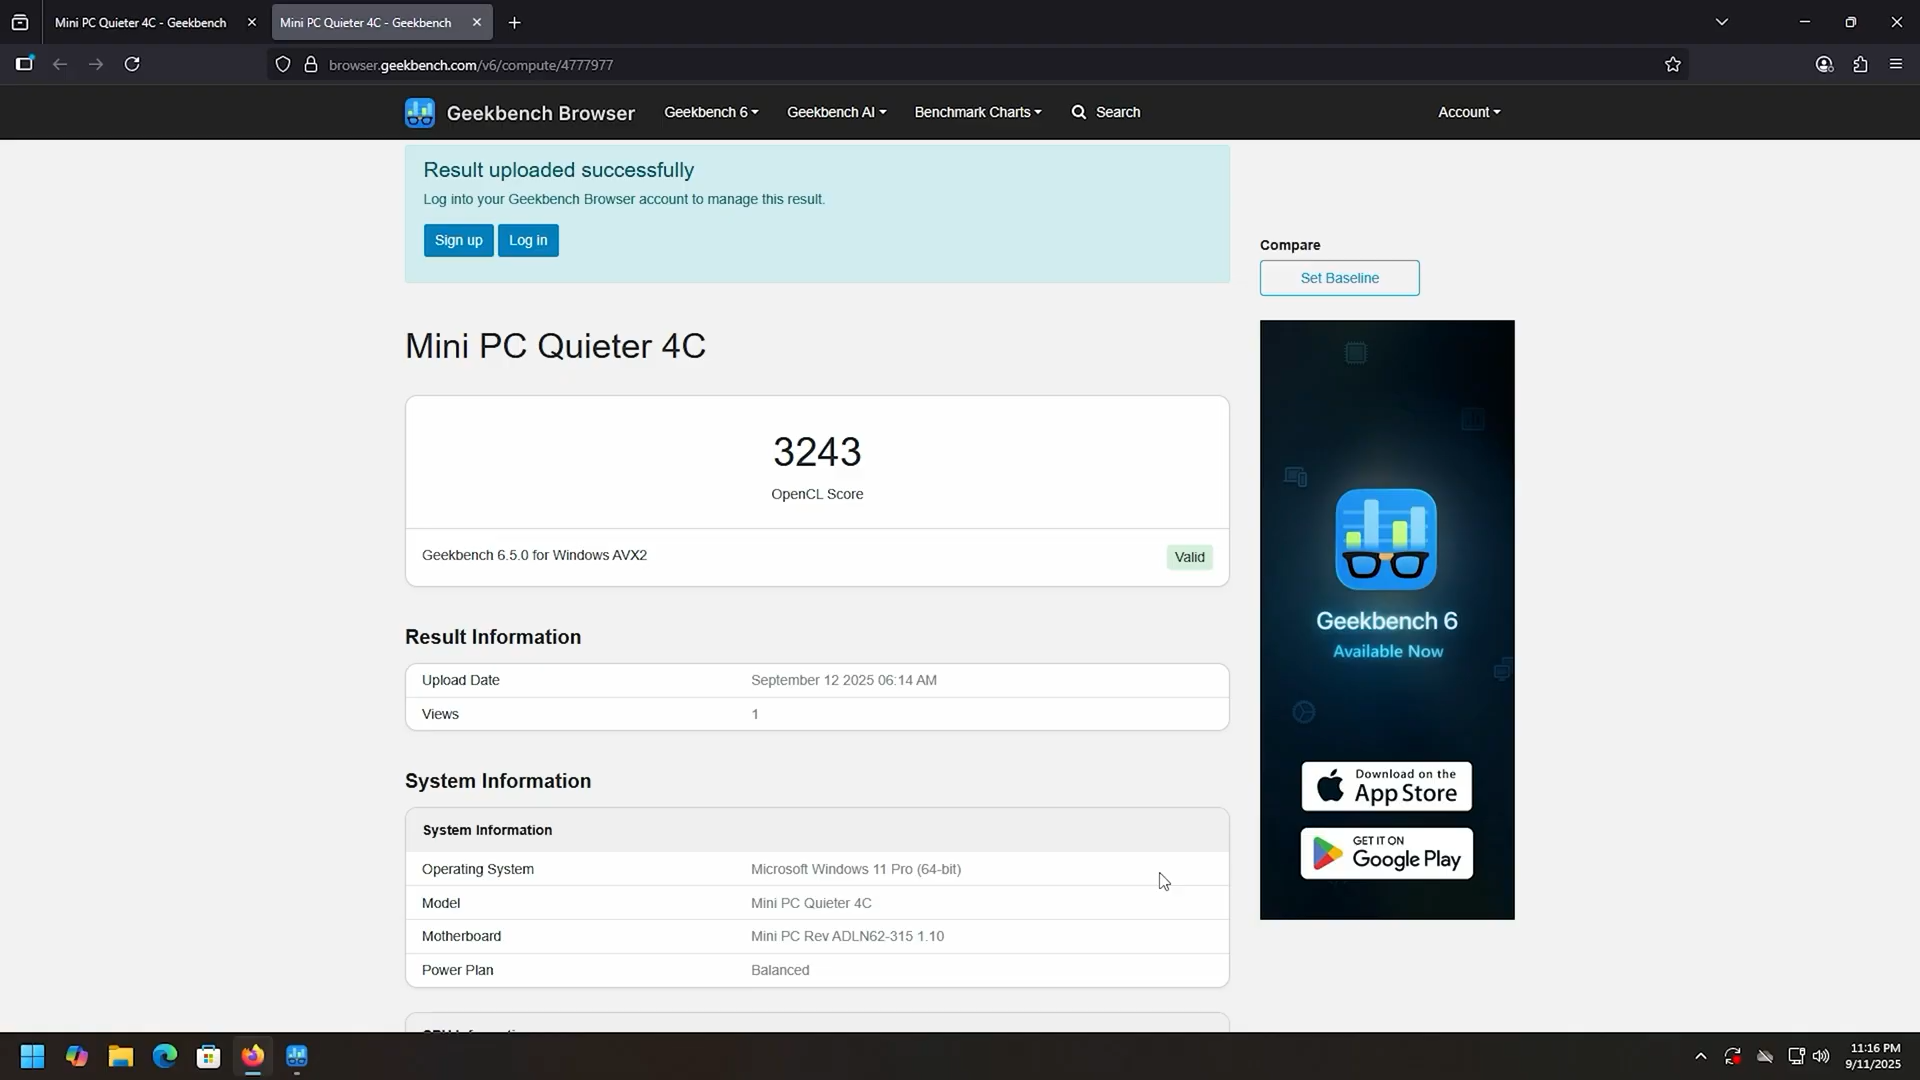 Mini PC Quieter 4C - Geekbench
Mini PC Quieter 4C - Geekbench
browser.geekbench.com/v6/compute/4777977
Geekbench Browser
Geekbench 6
Geekbench AI
Benchmark Charts
Search
Account
Result uploaded successfully
Log into your Geekbench Browser account to manage this result.
Sign up
Log in
Compare
Set Baseline
Mini PC Quieter 4C
3243
OpenCL Score
Geekbench 6.5.0 for Windows AVX2
Valid
Result Information
Upload Date September 12 2025 06:14 AM
Views 1
System Information
System Information
Operating System Microsoft Windows 11 Pro (64-bit)
Model Mini PC Quieter 4C
Motherboard Mini PC Rev ADLN62-315 1.10
Power Plan Balanced
Geekbench 6
Available Now
Download on the
App Store
GET IT ON
Google Play
11:16 PM
9/11/2025